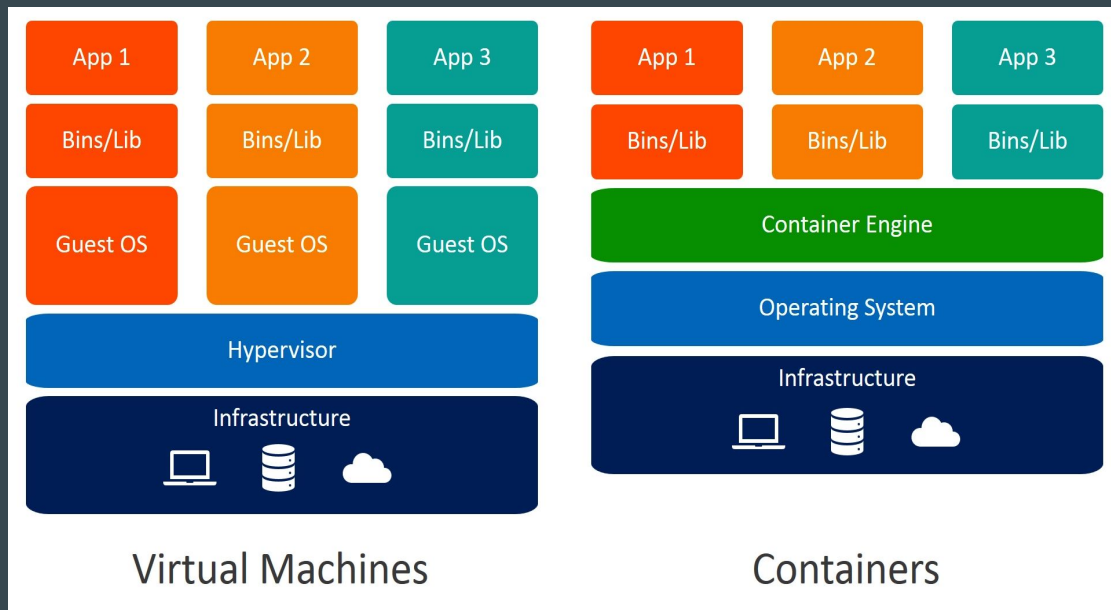 App 1
App 2
App 3
Bins/Lib
Bins/Lib
Bins/Lib
Guest OS
Guest OS
Guest OS
Hypervisor
Infrastructure
Virtual Machines
App 1
App 2
App 3
Bins/Lib
Bins/Lib
Bins/Lib
Container Engine
Operating System
Infrastructure
Containers